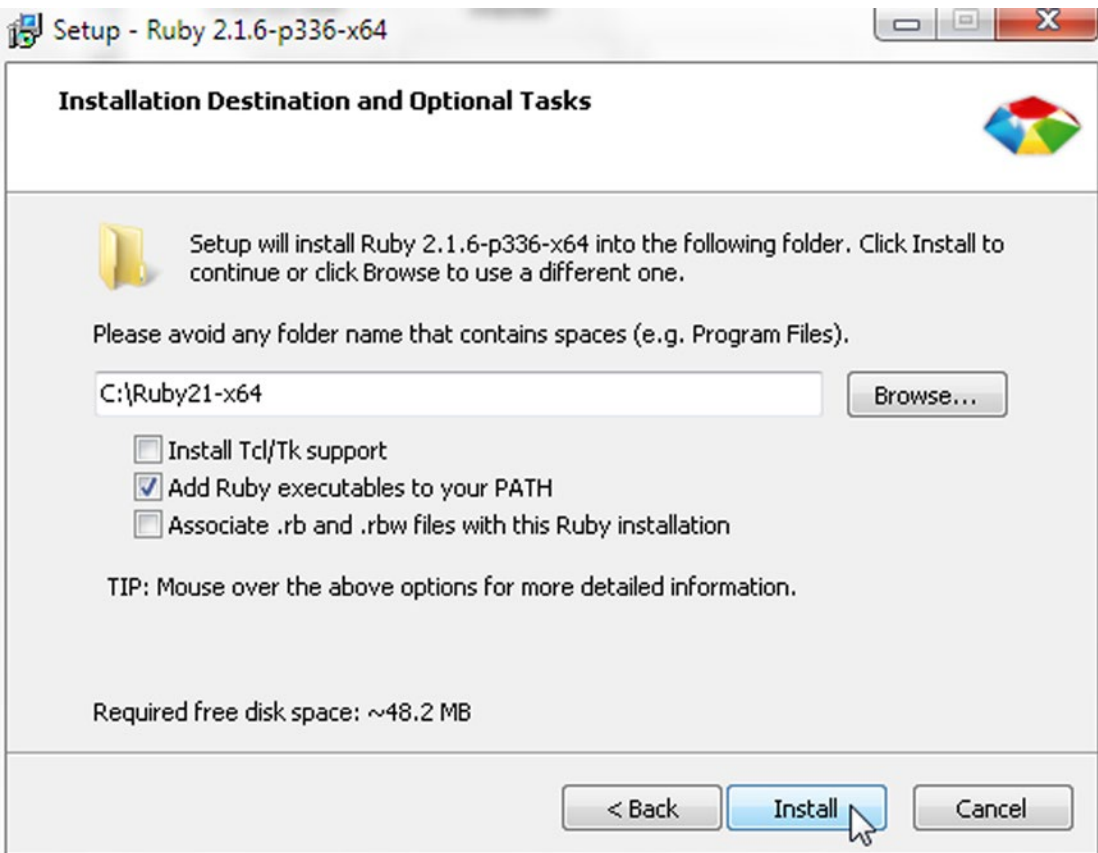 Setup - Ruby 2.1.6-p336-x64
Installation Destination and Optional Tasks
Setup will install Ruby 2.1.6-p336-x64 into the following folder. Click Install to
continue or click Browse to use a different one.
Please avoid any folder name that contains spaces (e.g. Program Files).
C:\Ruby21-x64
Browse...
Install Tcl/Tk support
Add Ruby executables to your PATH
Associate .rb and .rbw files with this Ruby installation
TIP: Mouse over the above options for more detailed information.
Required free disk space: ~48.2 MB
< Back
Install
Cancel